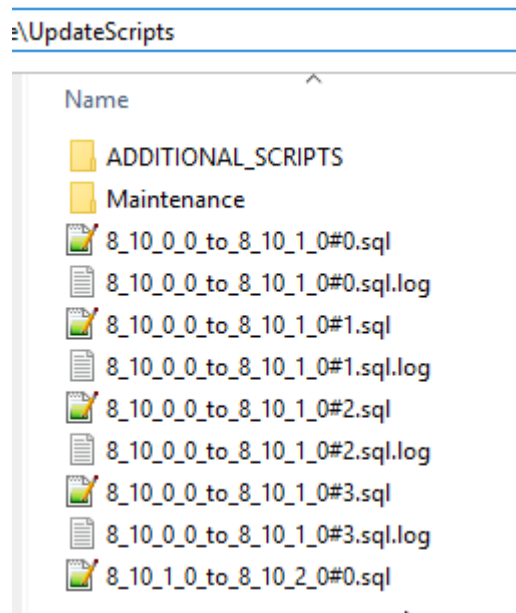 e\UpdateScripts
Name
ADDITIONAL_SCRIPTS
Maintenance
8_10_0_0_to_8_10_1_0#0.sql
8_10_0_0_to_8_10_1_0#0.sql.log
8_10_0_0_to_8_10_1_0#1.sql
8_10_0_0_to_8_10_1_0#1.sql.log
8_10_0_0_to_8_10_1_0#2.sql
8_10_0_0_to_8_10_1_0#2.sql.log
8_10_0_0_to_8_10_1_0#3.sql
8_10_0_0_to_8_10_1_0#3.sql.log
8_10_1_0_to_8_10_2_0#0.sql